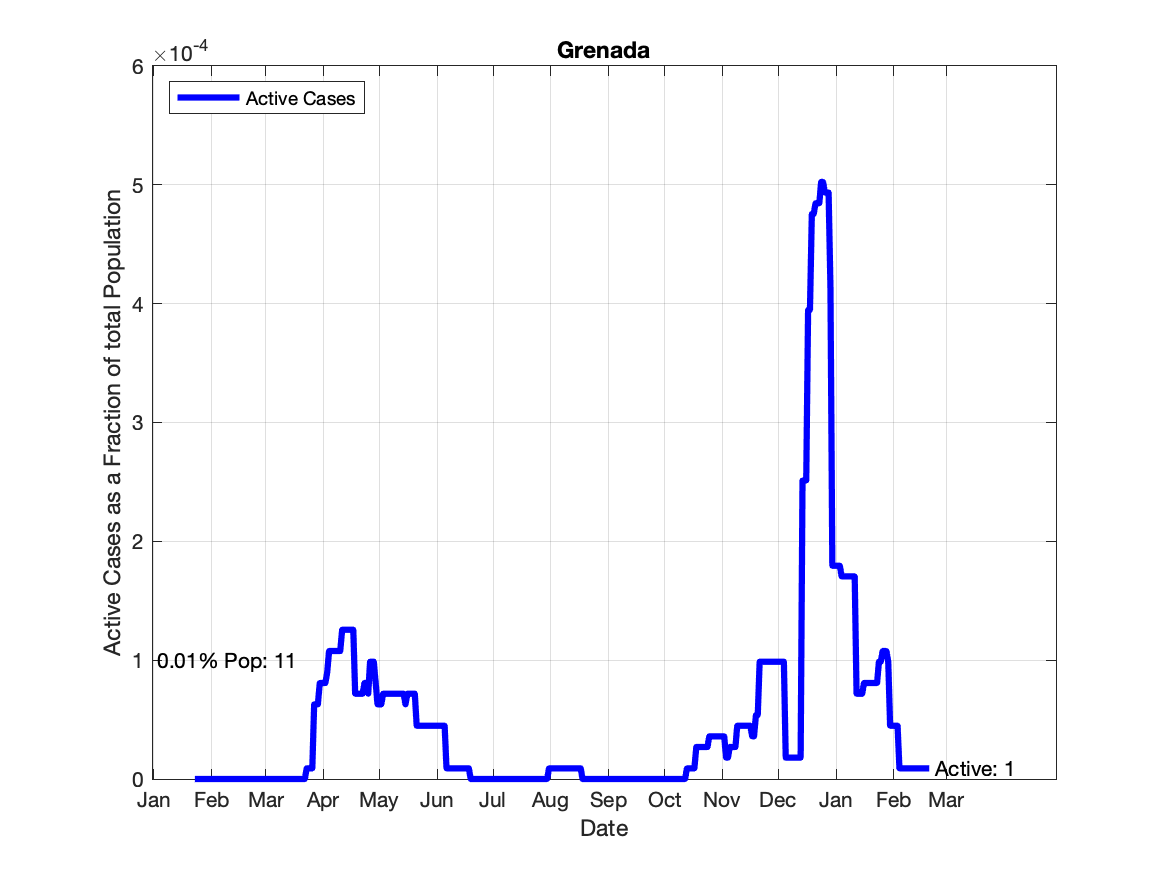 Grenada
×10-4
Active Cases
6
5
4
3
2
1
0
Active Cases as a Fraction of total Population
0.01% Pop: 11
Active: 1
Jan Feb Mar Apr May Jun Jul Aug Sep Oct Nov Dec Jan Feb Mar
Date